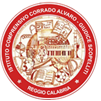 ISTITUTO COMPRENSIVO CORRADO ALVARO - GIUDICE SCOPELLITI
REGGIO CALABRIA